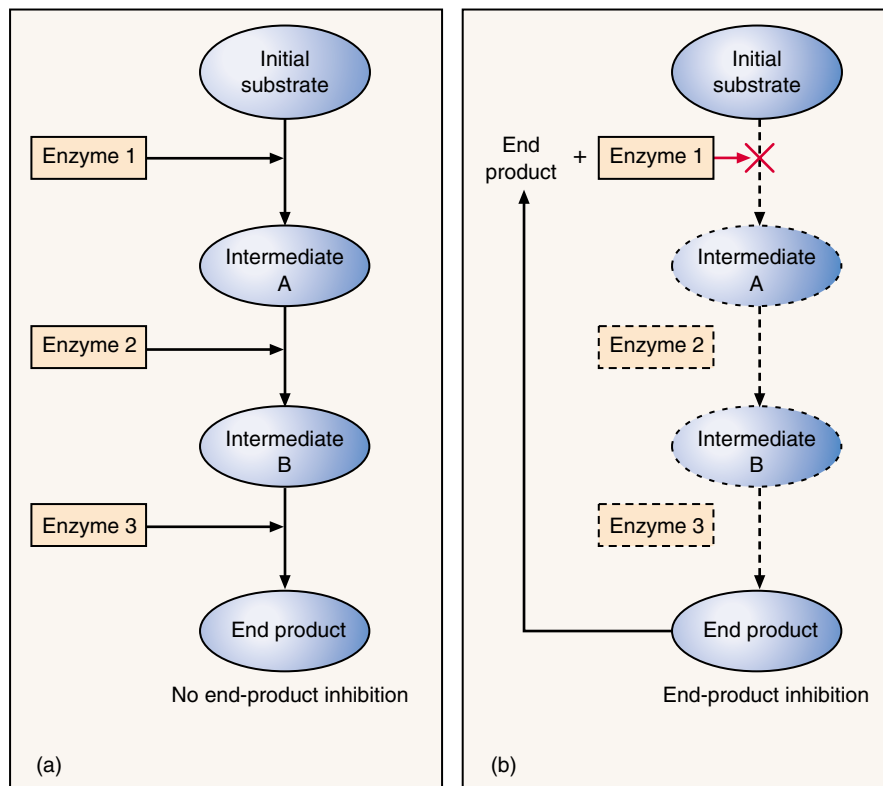 Initial
substrate
Enzyme 1
Intermediate
A
Enzyme 2
Intermediate
B
Enzyme 3
End product
No end-product inhibition
(a)
Initial
substrate
End
product
+
Enzyme 1
Intermediate
A
Enzyme 2
Intermediate
B
Enzyme 3
End product
End-product inhibition
(b)